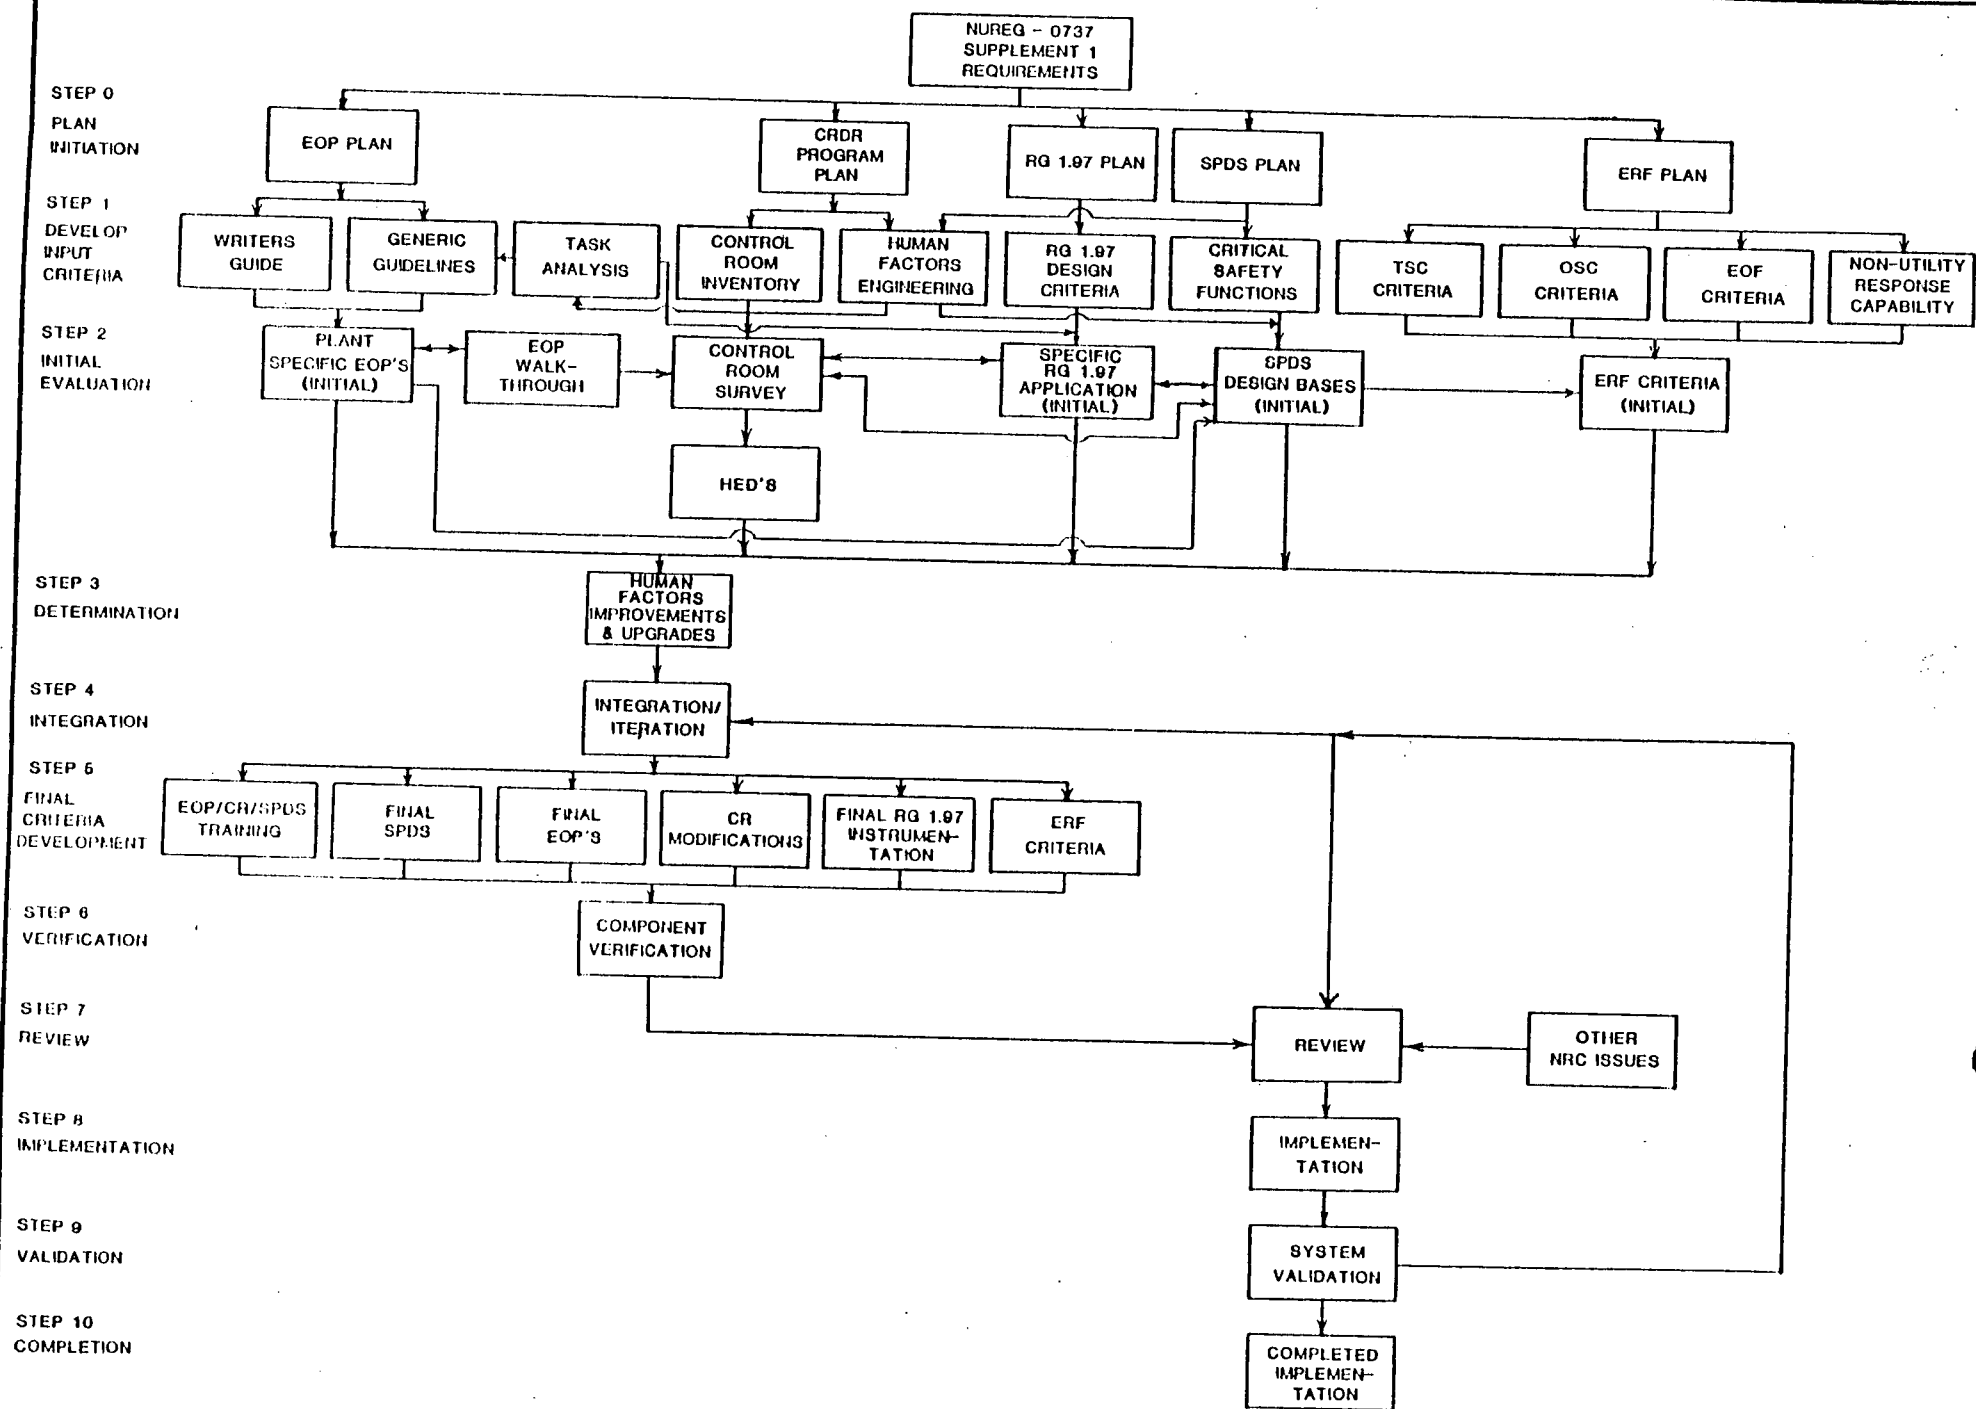 NUREG - 0737
SUPPLEMENT 1
REQUIREMENTS
STEP 0
PLAN
INITIATION
EOP PLAN
CRDR
PROGRAM
PLAN
RG 1.97 PLAN
SPDS PLAN
ERF PLAN
STEP 1
DEVELOP
INPUT
CRITERIA
WRITERS
GUIDE
GENERIC
GUIDELINES
TASK
ANALYSIS
CONTROL
ROOM
INVENTORY
HUMAN
FACTORS
ENGINEERING
RG 1.97
DESIGN
CRITERIA
CRITICAL
SAFETY
FUNCTIONS
TSC
CRITERIA
OSC
CRITERIA
EOF
CRITERIA
NON-UTILITY
RESPONSE
CAPABILITY
STEP 2
INITIAL
EVALUATION
PLANT
SPECIFIC EOP'S
(INITIAL)
EOP
WALK-
THROUGH
CONTROL
ROOM
SURVEY
SPECIFIC
RG 1.97
APPLICATION
(INITIAL)
SPDS
DESIGN BASES
(INITIAL)
ERF CRITERIA
(INITIAL)
HED'S
STEP 3
DETERMINATION
HUMAN
FACTORS
IMPROVEMENTS
& UPGRADES
STEP 4
INTEGRATION
INTEGRATION/
ITERATION
STEP 5
FINAL
CRITERIA
DEVELOPMENT
EOP/CR/SPDS
TRAINING
FINAL
SPDS
FINAL
EOP'S
CR
MODIFICATIONS
FINAL RG 1.97
INSTRUMEN-
TATION
ERF
CRITERIA
STEP 6
VERIFICATION
COMPONENT
VERIFICATION
STEP 7
REVIEW
REVIEW
OTHER
NRC ISSUES
STEP 8
IMPLEMENTATION
IMPLEMEN-
TATION
STEP 9
VALIDATION
SYSTEM
VALIDATION
STEP 10
COMPLETION
COMPLETED
IMPLEMEN-
TATION